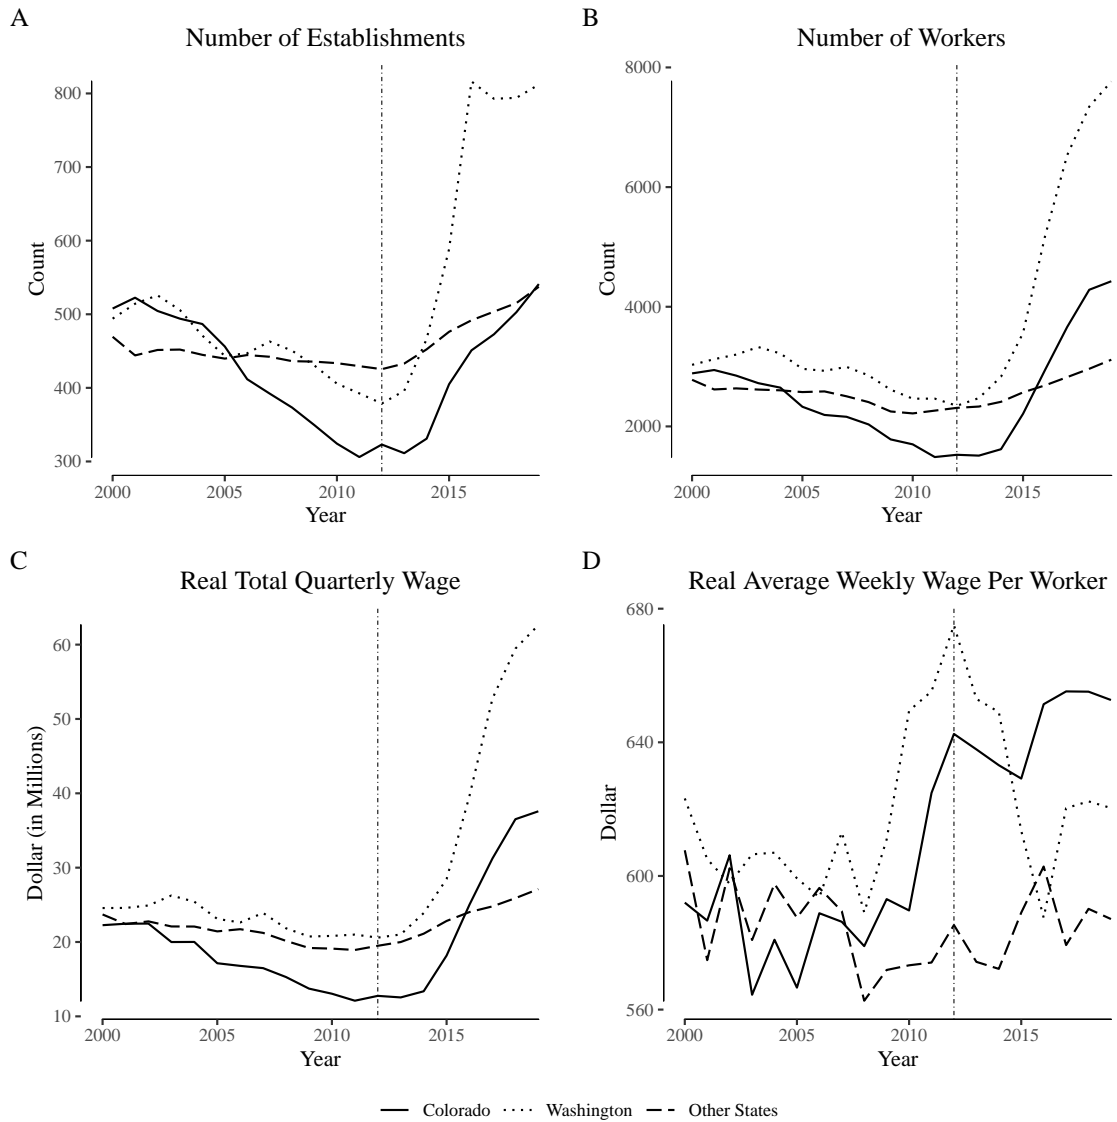 A
Number of Establishments
800
700
600
500
400
300
Count
2000 2005 2010 2015
Year
B
Number of Workers
8000
6000
4000
2000
Count
2000 2005 2010 2015
Year
C
Real Total Quarterly Wage
60
50
40
30
20
10
Dollar (in Millions)
2000 2005 2010 2015
Year
D
Real Average Weekly Wage Per Worker
680
640
600
560
Dollar
2000 2005 2010 2015
Year
Colorado Washington Other States